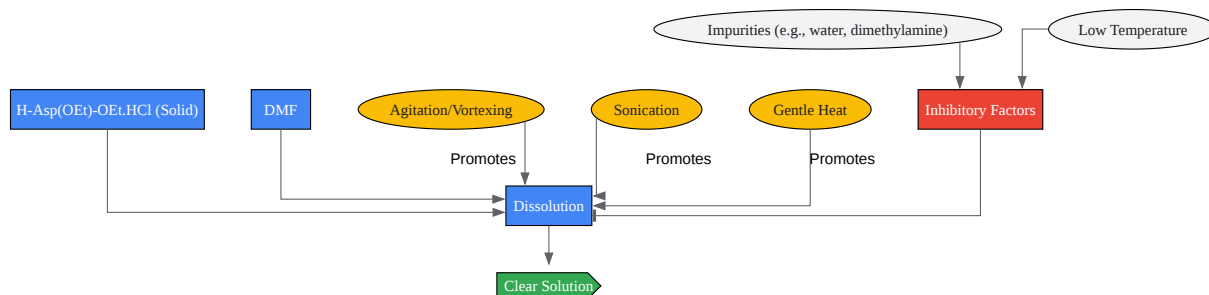 Impurities (e.g., water, dimethylamine)
Low Temperature
H-Asp(OEt)-OEt.HCl (Solid)
DMF
Agitation/Vortexing
Sonication
Gentle Heat
Inhibitory Factors
Promotes
Promotes
Promotes
Dissolution
Clear Solution